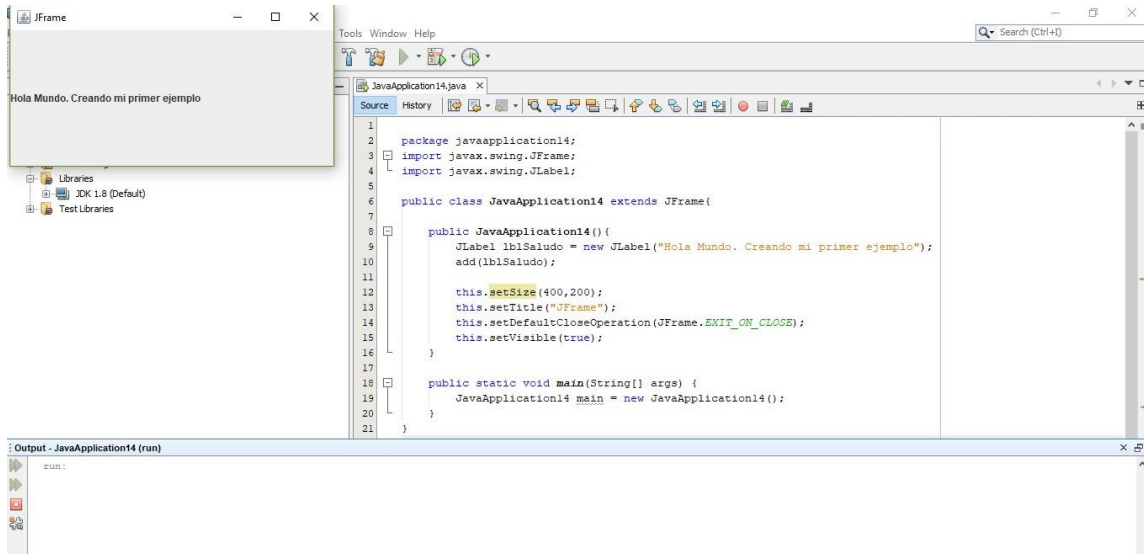 JFrame
Hola Mundo. Creando mi primer ejemplo
Tools Window Help
Search (Ctrl+I)
JavaApplication14.java
Source History
Libraries
JDK 1.8 (Default)
Test Libraries
1
2 package javaapplication14;
3 import javax.swing.JFrame;
4 import javax.swing.JLabel;
5
6 public class JavaApplication14 extends JFrame{
7
8 public JavaApplication14(){
9 JLabel lblSaludo = new JLabel("Hola Mundo. Creando mi primer ejemplo");
10 add(lblSaludo);
11
12 this.setSize(400,200);
13 this.setTitle("JFrame");
14 this.setDefaultCloseOperation(JFrame.EXIT_ON_CLOSE);
15 this.setVisible(true);
16 }
17
18 public static void main(String[] args) {
19 JavaApplication14 main = new JavaApplication14();
20 }
21 }
Output - JavaApplication14 (run)
run: